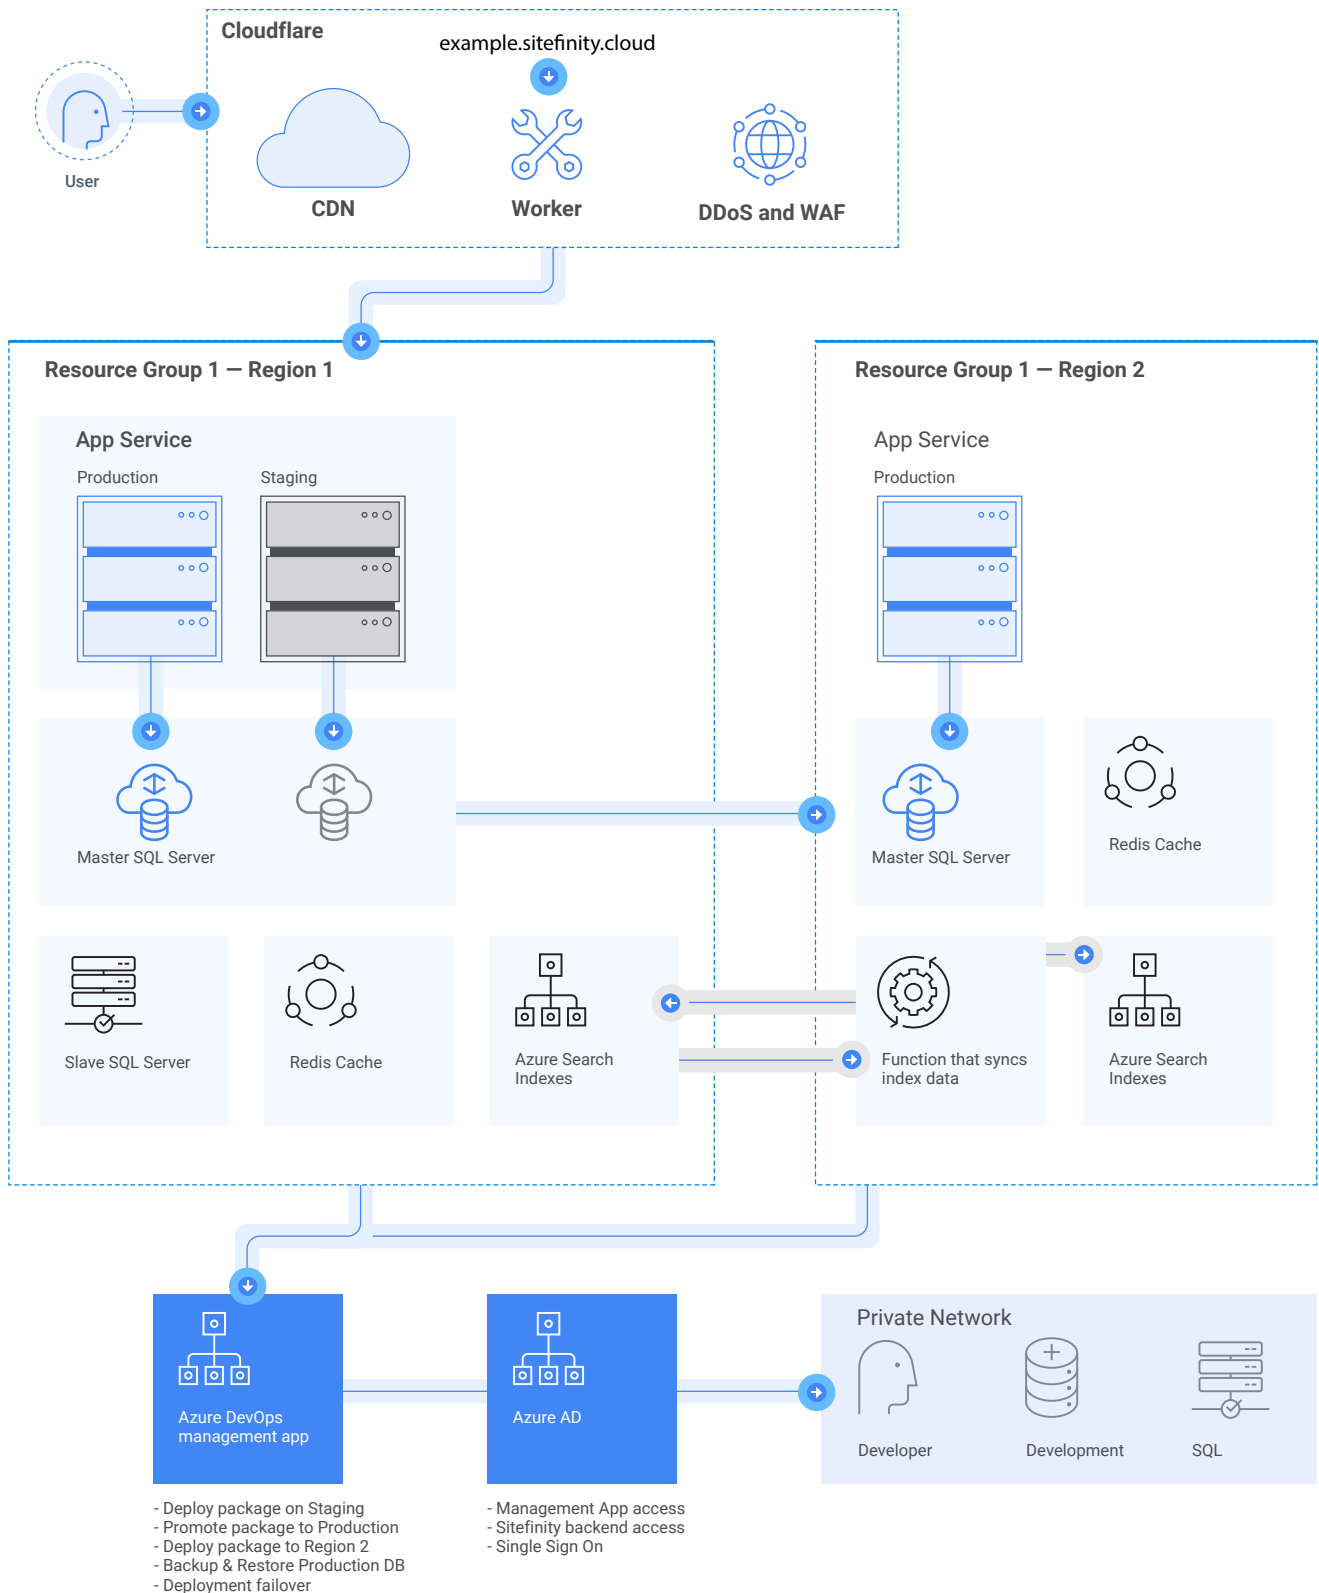 Cloudflare
example.sitefinity.cloud
User
CDN
Worker
DDoS and WAF
Resource Group 1 — Region 1
App Service
Production
Staging
Master SQL Server
Slave SQL Server
Redis Cache
Azure Search
Indexes
Resource Group 1 — Region 2
App Service
Production
Master SQL Server
Redis Cache
Function that syncs
index data
Azure Search
Indexes
Azure DevOps
management app
- Deploy package on Staging
- Promote package to Production
- Deploy package to Region 2
- Backup & Restore Production DB
- Deployment failover
Azure AD
- Management App access
- Sitefinity backend access
- Single Sign On
Private Network
Developer
Development
SQL